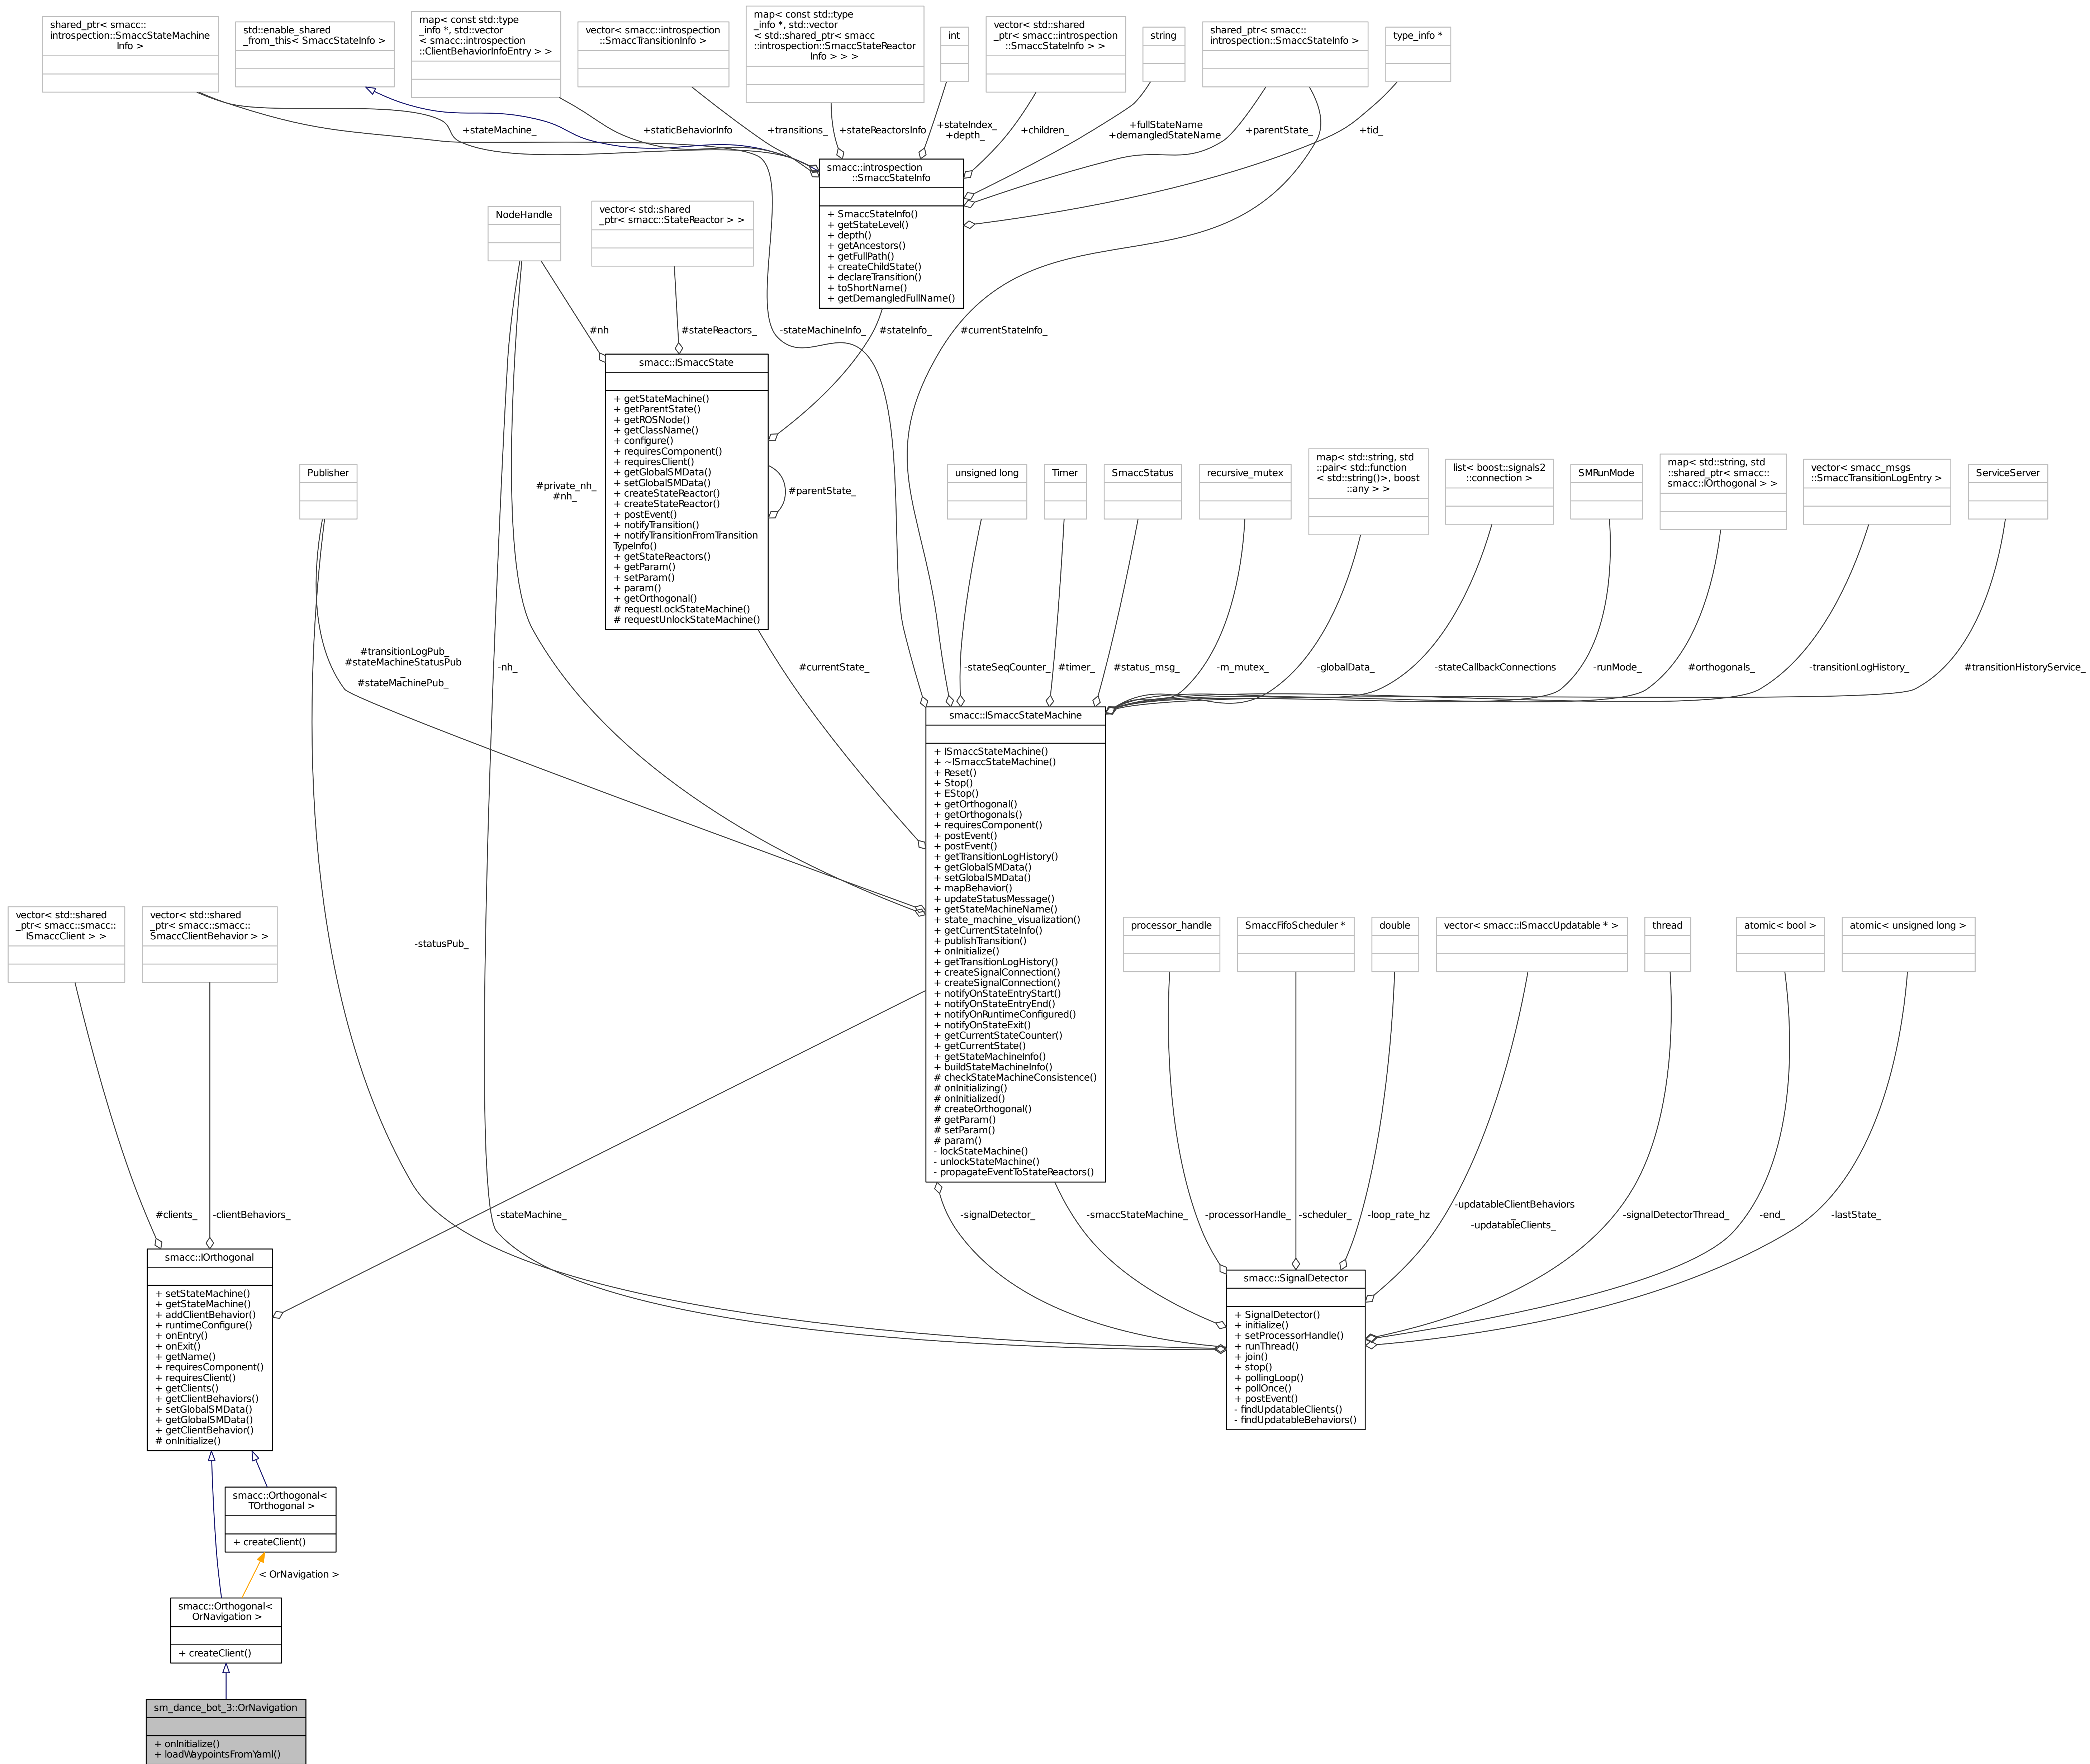 shared_ptr< smacc::
introspection::SmaccStateMachine
Info >
std::enable_shared
_from_this< SmaccStateInfo >
map< const std::type
_info *, std::vector
< smacc::introspection
::ClientBehaviorInfoEntry > >
vector< smacc::introspection
::SmaccTransitionInfo >
map< const std::type
_info *, std::vector
< std::shared_ptr< smacc
::introspection::SmaccStateReactor
Info > > >
int
vector< std::shared
_ptr< smacc::introspection
::SmaccStateInfo > >
string
shared_ptr< smacc::
introspection::SmaccStateInfo >
type_info *
+stateMachine_
+staticBehaviorInfo
+transitions_
+stateReactorsInfo
+stateIndex_
+depth_
+children_
+fullStateName
+demangledStateName
+parentState_
+tid_
smacc::introspection
::SmaccStateInfo
+ SmaccStateInfo()
+ getStateLevel()
+ depth()
+ getAncestors()
+ getFullPath()
+ createChildState()
+ declareTransition()
+ toShortName()
+ getDemangledFullName()
NodeHandle
vector< std::shared
_ptr< smacc::StateReactor > >
#nh
#stateReactors_
-stateMachineInfo_
#stateInfo_
#currentStateInfo_
smacc::ISmaccState
+ getStateMachine()
+ getParentState()
+ getROSNode()
+ getClassName()
+ configure()
+ requiresComponent()
+ requiresClient()
+ getGlobalSMData()
+ setGlobalSMData()
+ createStateReactor()
+ createStateReactor()
+ postEvent()
+ notifyTransition()
+ notifyTransitionFromTransition
TypeInfo()
+ getStateReactors()
+ getParam()
+ setParam()
+ param()
+ getOrthogonal()
# requestLockStateMachine()
# requestUnlockStateMachine()
#parentState_
Publisher
#private_nh_
#nh_
unsigned long
Timer
SmaccStatus
recursive_mutex
map< std::string, std
::pair< std::function
< std::string()>, boost
::any > >
list< boost::signals2
::connection >
SMRunMode
map< std::string, std
::shared_ptr< smacc::
smacc::IOrthogonal > >
vector< smacc_msgs
::SmaccTransitionLogEntry >
ServiceServer
#transitionLogPub_
#stateMachineStatusPub
_
#stateMachinePub_
-nh_
#currentState_
-stateSeqCounter_
#timer_
#status_msg_
-m_mutex_
-globalData_
-stateCallbackConnections
-runMode_
#orthogonals_
-transitionLogHistory_
#transitionHistoryService_
smacc::ISmaccStateMachine
+ ISmaccStateMachine()
+ ~ISmaccStateMachine()
+ Reset()
+ Stop()
+ EStop()
+ getOrthogonal()
+ getOrthogonals()
+ requiresComponent()
+ postEvent()
+ postEvent()
+ getTransitionLogHistory()
+ getGlobalSMData()
+ setGlobalSMData()
+ mapBehavior()
+ updateStatusMessage()
+ getStateMachineName()
+ state_machine_visualization()
+ getCurrentStateInfo()
+ publishTransition()
+ onInitialize()
+ getTransitionLogHistory()
+ createSignalConnection()
+ createSignalConnection()
+ notifyOnStateEntryStart()
+ notifyOnStateEntryEnd()
+ notifyOnRuntimeConfigured()
+ notifyOnStateExit()
+ getCurrentStateCounter()
+ getCurrentState()
+ getStateMachineInfo()
+ buildStateMachineInfo()
# checkStateMachineConsistence()
# onInitializing()
# onInitialized()
# createOrthogonal()
# getParam()
# setParam()
# param()
- lockStateMachine()
- unlockStateMachine()
- propagateEventToStateReactors()
vector< std::shared
_ptr< smacc::smacc::
ISmaccClient > >
vector< std::shared
_ptr< smacc::smacc::
SmaccClientBehavior > >
-statusPub_
processor_handle
SmaccFifoScheduler *
double
vector< smacc::ISmaccUpdatable * >
thread
atomic< bool >
atomic< unsigned long >
#clients_
-clientBehaviors_
-stateMachine_
-signalDetector_
-smaccStateMachine_
-processorHandle_
-scheduler_
-loop_rate_hz
-updatableClientBehaviors
_
-updatableClients_
-signalDetectorThread_
-end_
-lastState_
smacc::IOrthogonal
+ setStateMachine()
+ getStateMachine()
+ addClientBehavior()
+ runtimeConfigure()
+ onEntry()
+ onExit()
+ getName()
+ requiresComponent()
+ requiresClient()
+ getClients()
+ getClientBehaviors()
+ setGlobalSMData()
+ getGlobalSMData()
+ getClientBehavior()
# onInitialize()
smacc::SignalDetector
+ SignalDetector()
+ initialize()
+ setProcessorHandle()
+ runThread()
+ join()
+ stop()
+ pollingLoop()
+ pollOnce()
+ postEvent()
- findUpdatableClients()
- findUpdatableBehaviors()
smacc::Orthogonal<
TOrthogonal >
+ createClient()
< OrNavigation >
smacc::Orthogonal<
OrNavigation >
+ createClient()
sm_dance_bot_3::OrNavigation
+ onInitialize()
+ loadWaypointsFromYaml()